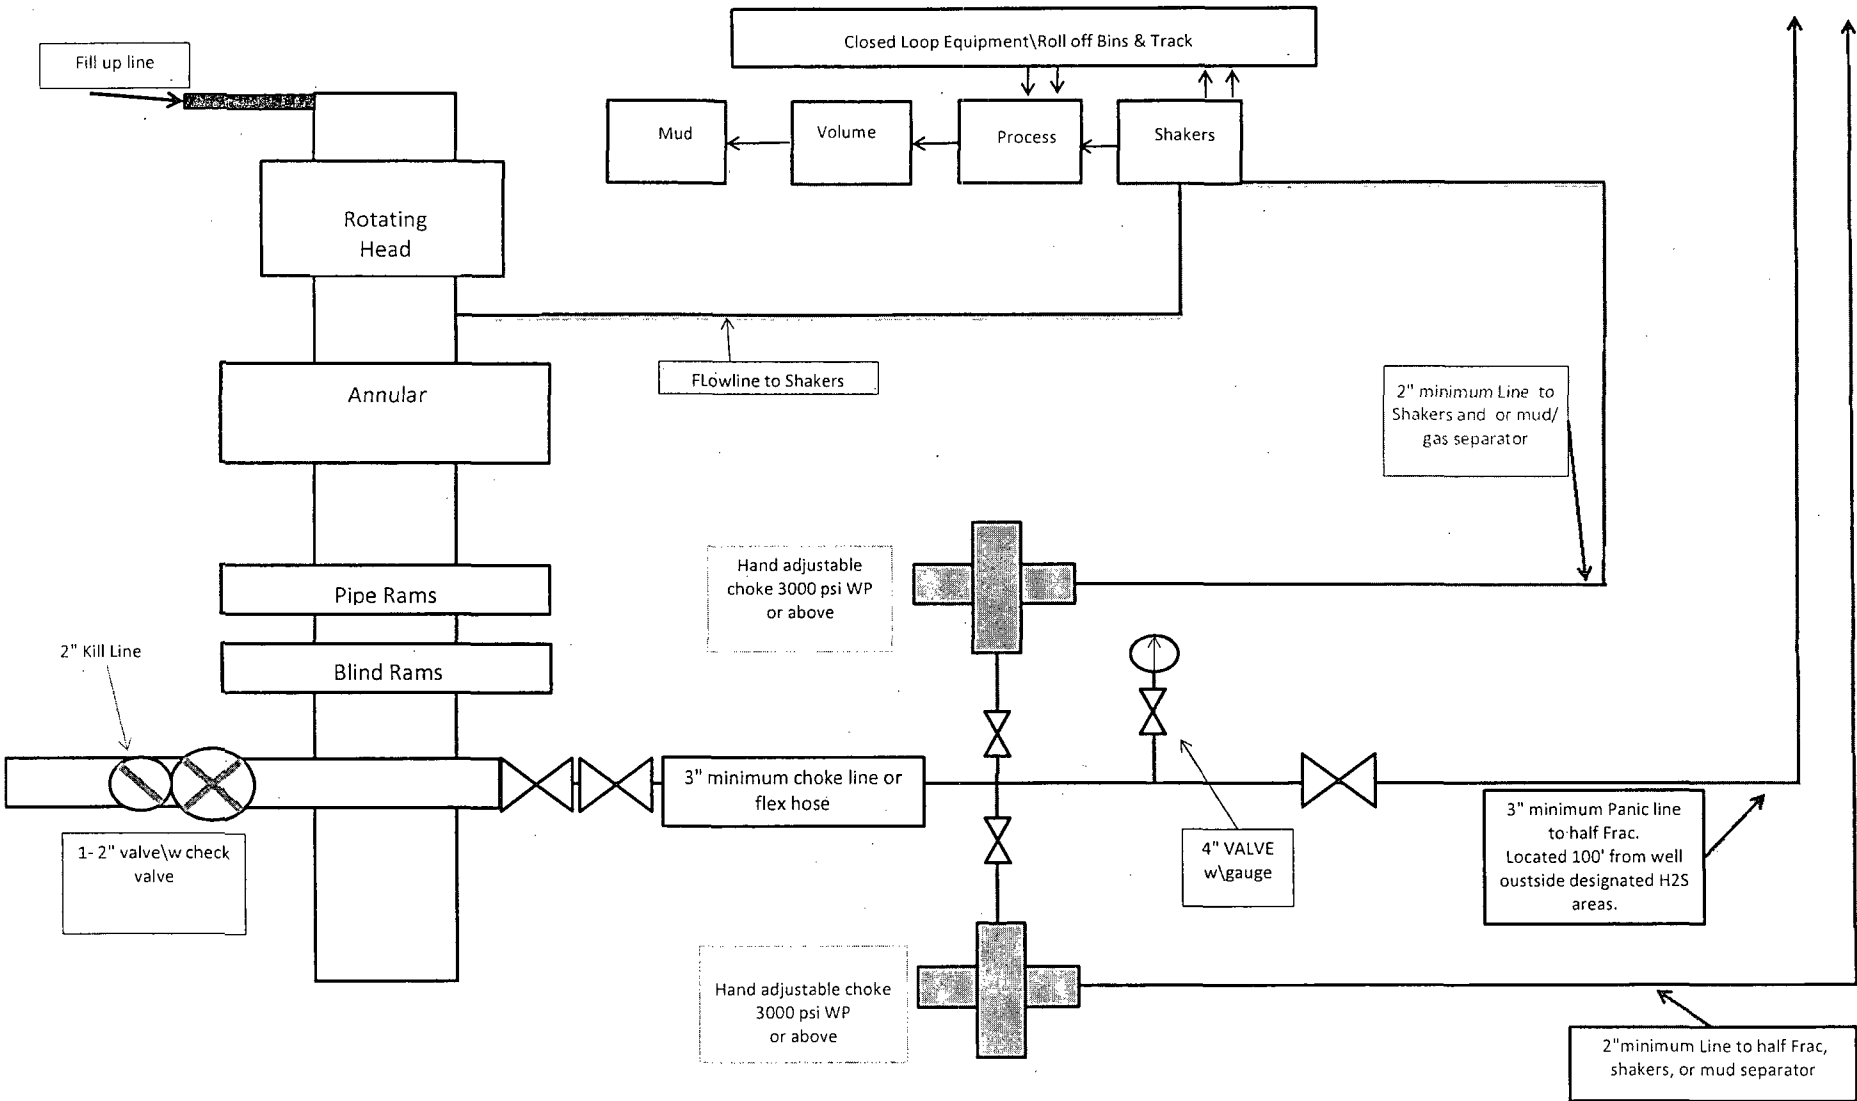 Closed Loop Equipment\Roll off Bins & Track
Fill up line
Mud
Volume
Process
Shakers
Rotating
Head
FLowline to Shakers
Annular
2" minimum Line to
Shakers and or mud/
gas separator
Hand adjustable
choke 3000 psi WP
or above
Pipe Rams
2" Kill Line
Blind Rams
3" minimum choke line or
flex hose
1- 2" valve\w check
valve
4" VALVE
w\gauge
3" minimum Panic line
to half Frac.
Located 100' from well
oustside designated H2S
areas.
Hand adjustable choke
3000 psi WP
or above
2"minimum Line to half Frac,
shakers, or mud separator